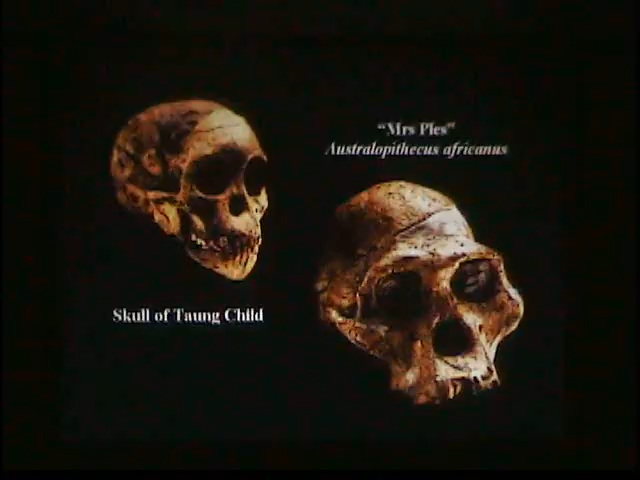 “Mrs Ples”
Australopithecus africanus
Skull of Taung Child